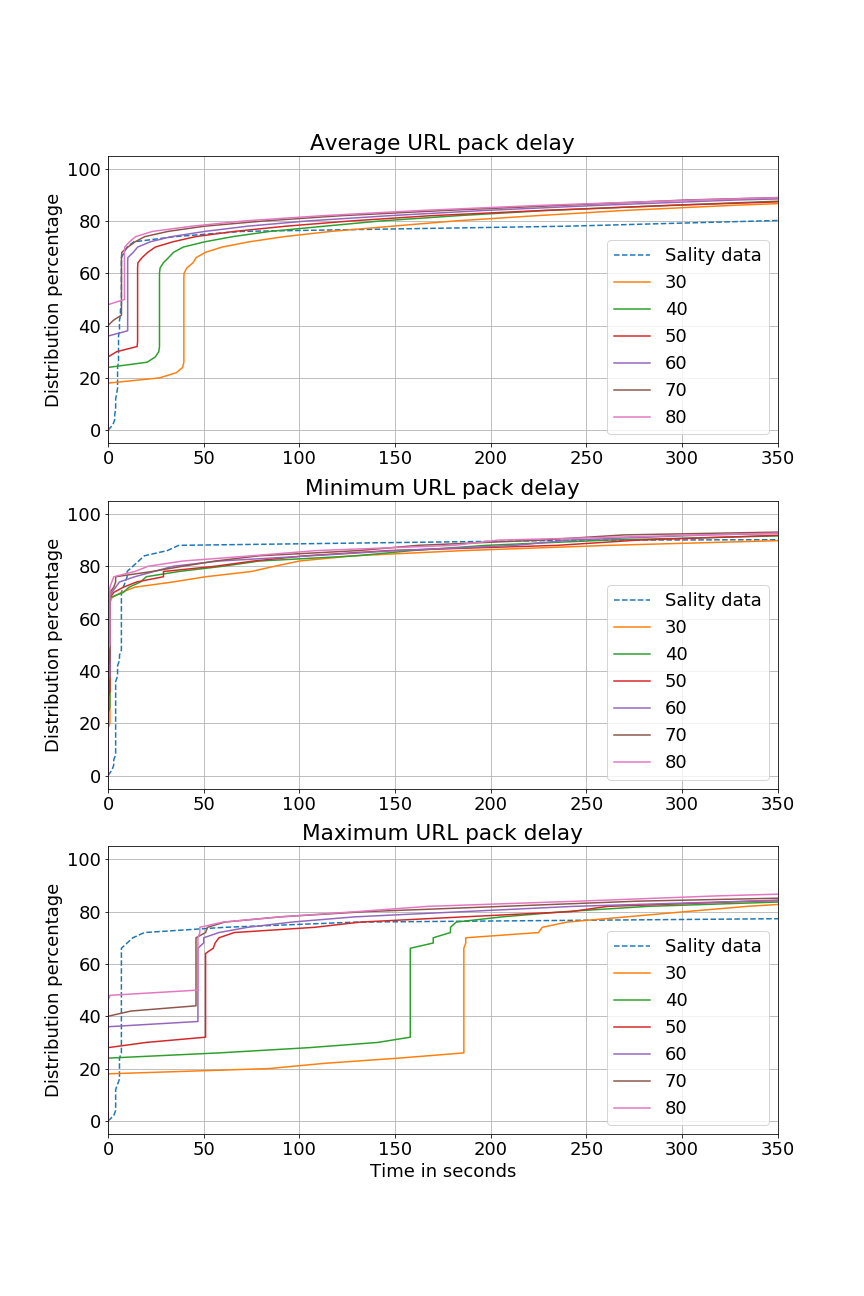 Average URL pack delay
Distribution percentage
100
80
60
40
20
0
0 50 100 150 200 250 300 350
Sality data
30
40
50
60
70
80
Minimum URL pack delay
Distribution percentage
100
80
60
40
20
0
0 50 100 150 200 250 300 350
Sality data
30
40
50
60
70
80
Maximum URL pack delay
Distribution percentage
100
80
60
40
20
0
0 50 100 150 200 250 300 350
Sality data
30
40
50
60
70
80
Time in seconds